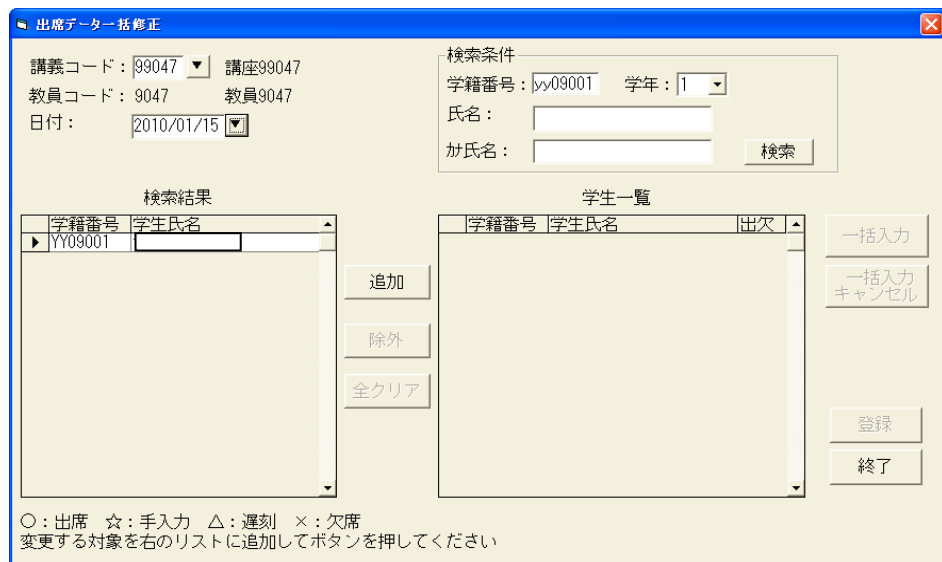 出席データ一括修正
講義コード： 99047 講座99047
教員コード： 9047 教員9047
日付： 2010/01/15
検索条件
学籍番号： yy09001 学年： 1
氏名：
ｶﾅ氏名：
検索
検索結果
学籍番号 学生氏名
YY09001
追加
除外
全クリア
学生一覧
学籍番号 学生氏名 出欠
一括入力
一括入力
キャンセル
登録
終了
○：出席 ☆：手入力 △：遅刻 ×：欠席
変更する対象を右のリストに追加してボタンを押してください